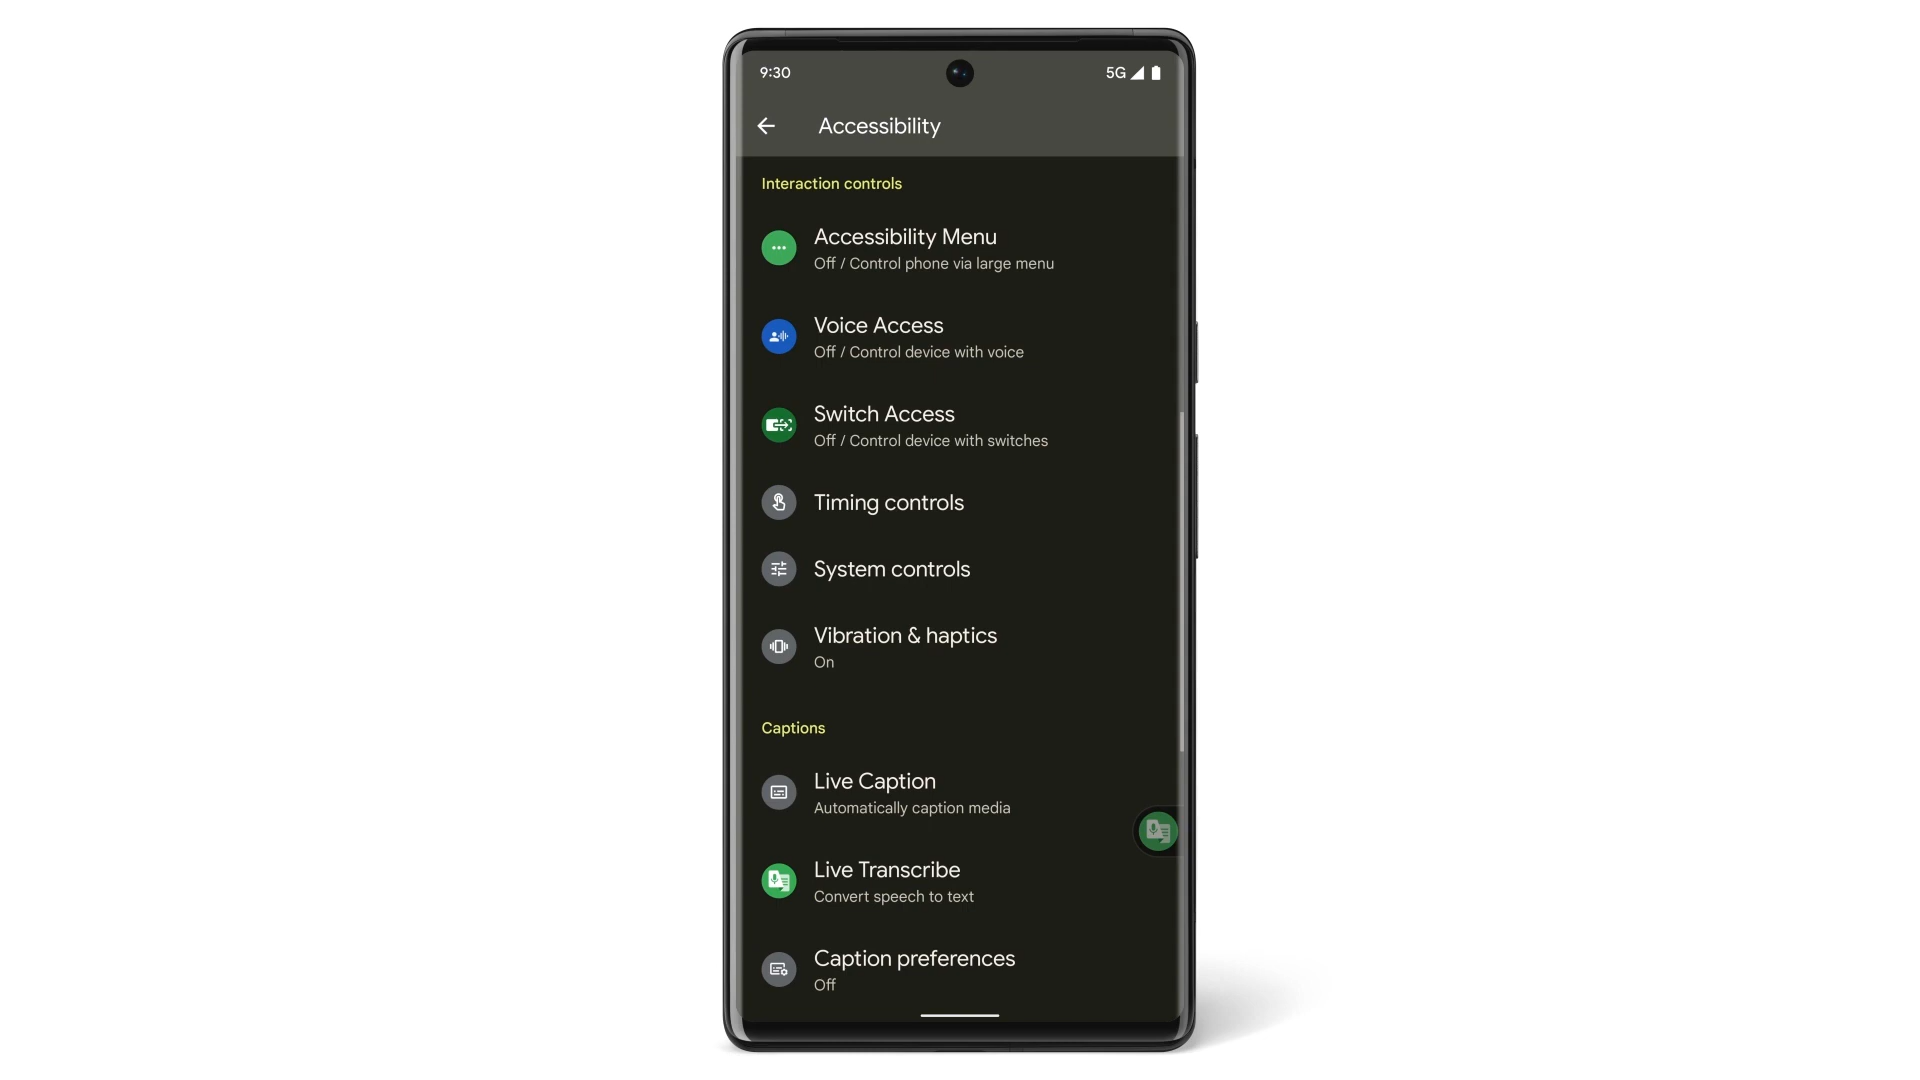 9:30
5G
Accessibility
Interaction controls
Accessibility Menu
Off / Control phone via large menu
Voice Access
Off / Control device with voice
Switch Access
Off / Control device with switches
Timing controls
System controls
Vibration & haptics
On
Captions
Live Caption
Automatically caption media
Live Transcribe
Convert speech to text
Caption preferences
Off